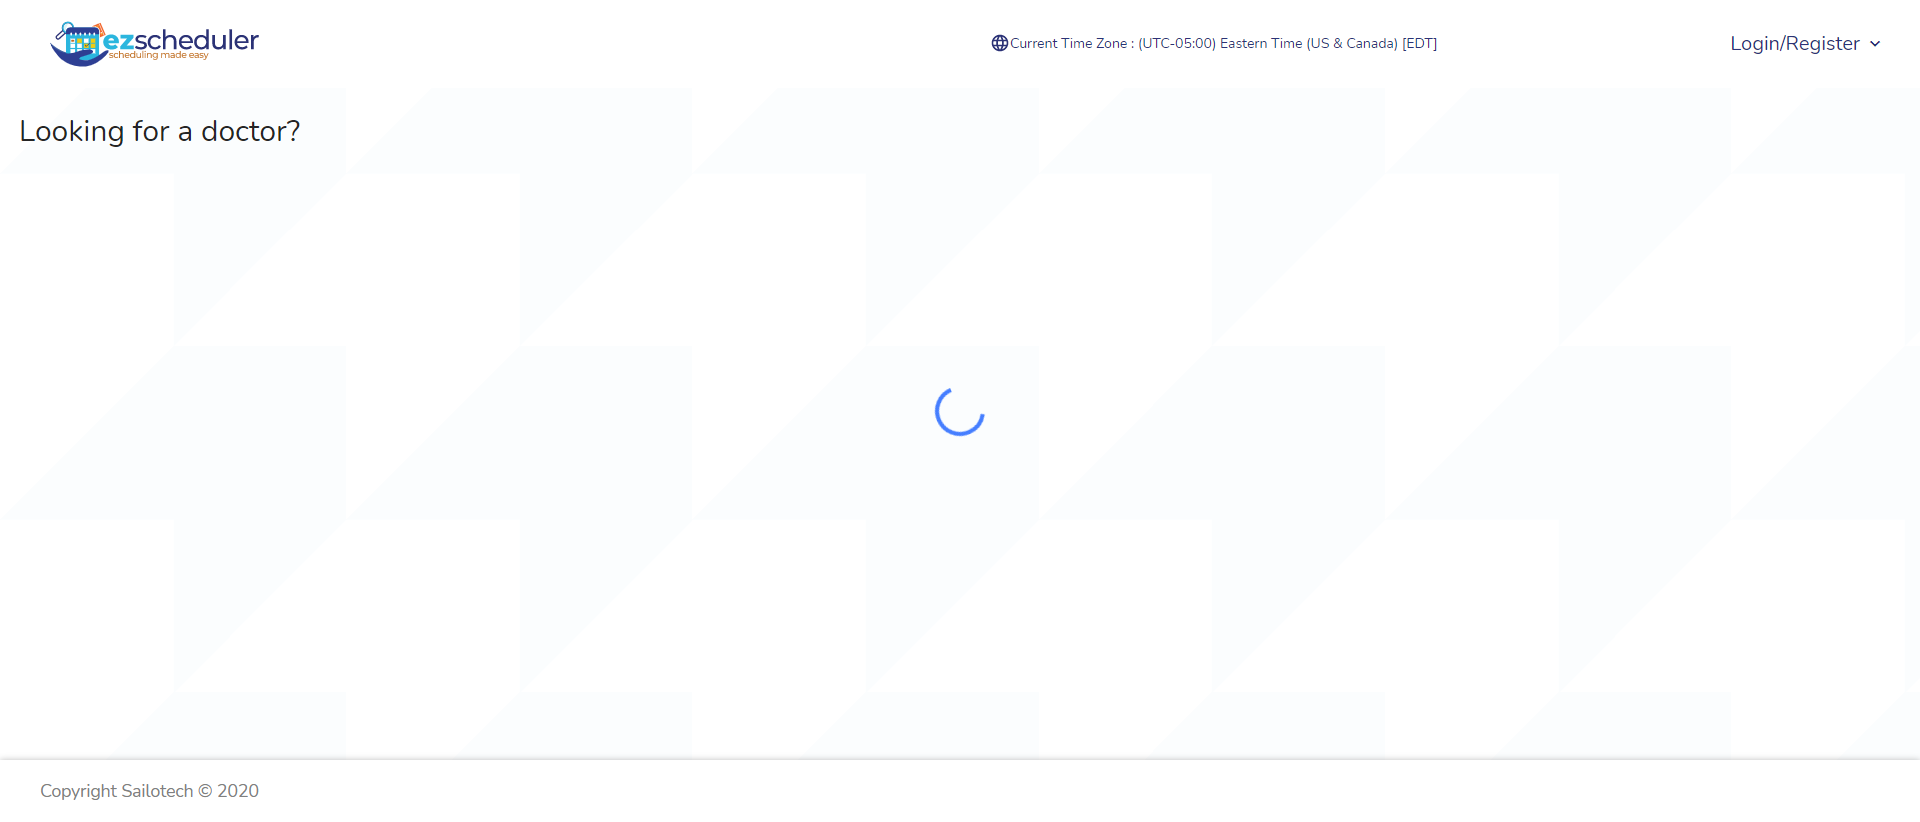 ezscheduler
scheduling made easy
Current Time Zone : (UTC-05:00) Eastern Time (US & Canada) [EDT]
Login/Register
Looking for a doctor?
Copyright Sailotech © 2020